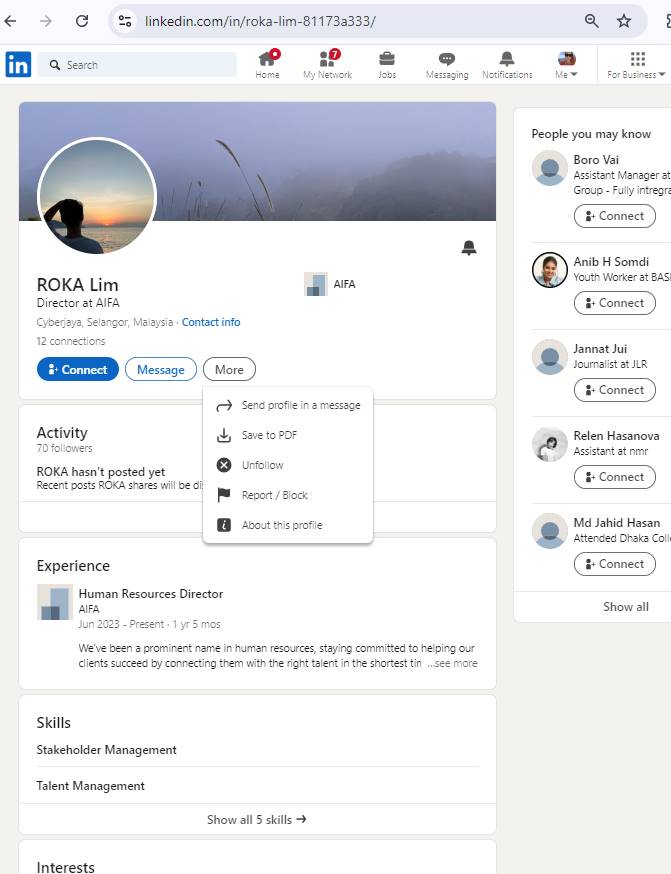 linkedin.com/in/roka-lim-81173a333/
in
Search
Home
7
My Network
Jobs
Messaging
Notifications
Me
For Business
ROKA Lim
Director at AIFA
Cyberjaya, Selangor, Malaysia · Contact info
12 connections
AIFA
Connect
Message
More
Send profile in a message
Save to PDF
Unfollow
Report / Block
About this profile
Activity
70 followers
ROKA hasn't posted yet
Recent posts ROKA shares will be
Experience
Human Resources Director
AIFA
Jun 2023 - Present · 1 yr 5 mos
We've been a prominent name in human resources, staying committed to helping our
clients succeed by connecting them with the right talent in the shortest …see more
Skills
Stakeholder Management
Talent Management
Show all 5 skills →
Interests
People you may know
Boro Vai
Assistant Manager at
Group - Fully
Connect
Anib H Somdi
Youth Worker at
Connect
Jannat Jui
Journalist at JLR
Connect
Relen Hasanova
Assistant at nmr
Connect
Md Jahid Hasan
Attended Dhaka
Connect
Show all